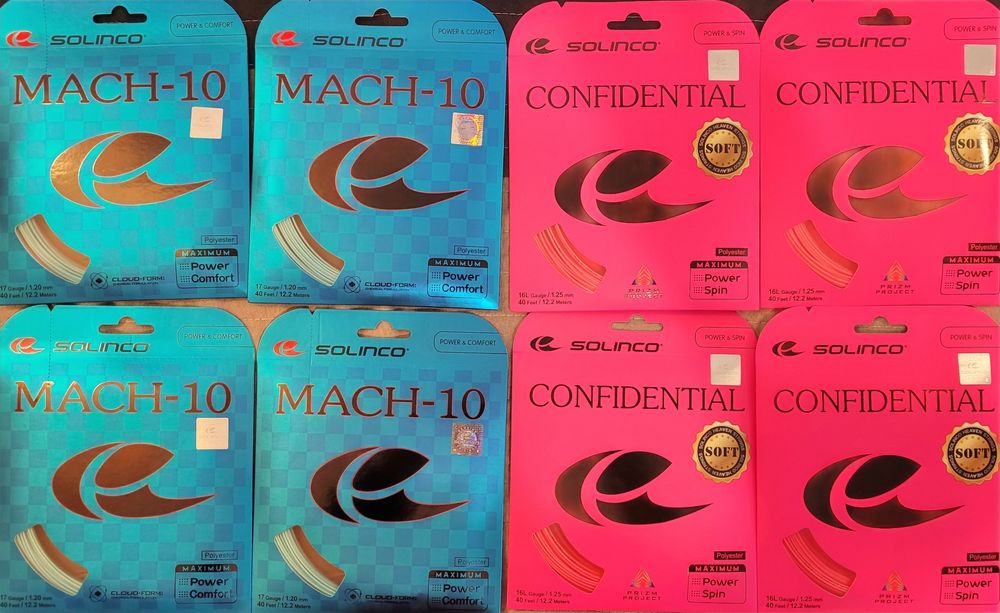 SOLINCO
POWER & COMFORT
MACH-10
Polyester
MAXIMUM
Power
Comfort
CLOUD-FORM:
17 Gauge / 1.20 mm
40 Feet / 12.2 Meters
SOLINCO
POWER & COMFORT
MACH-10
Polyester
MAXIMUM
Power
Comfort
CLOUD-FORM:
17 Gauge / 1.20 mm
40 Feet / 12.2 Meters
SOLINCO
POWER & SPIN
CONFIDENTIAL
SOFT
Polyester
MAXIMUM
Power
Spin
PRIZM
PROJECT
16L Gauge / 1.25 mm
40 Feet / 12.2 Meters
SOLINCO
POWER & SPIN
CONFIDENTIAL
SOFT
Polyester
MAXIMUM
Power
Spin
PRIZM
PROJECT
16L Gauge / 1.25 mm
40 Feet / 12.2 Meters
SOLINCO
POWER & COMFORT
MACH-10
Polyester
MAXIMUM
Power
Comfort
CLOUD-FORM:
17 Gauge / 1.20 mm
40 Feet / 12.2 Meters
SOLINCO
POWER & COMFORT
MACH-10
Polyester
MAXIMUM
Power
Comfort
CLOUD-FORM:
17 Gauge / 1.20 mm
40 Feet / 12.2 Meters
SOLINCO
POWER & SPIN
CONFIDENTIAL
SOFT
Polyester
MAXIMUM
Power
Spin
PRIZM
PROJECT
16L Gauge / 1.25 mm
40 Feet / 12.2 Meters
SOLINCO
POWER & SPIN
CONFIDENTIAL
SOFT
Polyester
MAXIMUM
Power
Spin
PRIZM
PROJECT
16L Gauge / 1.25 mm
40 Feet / 12.2 Meters